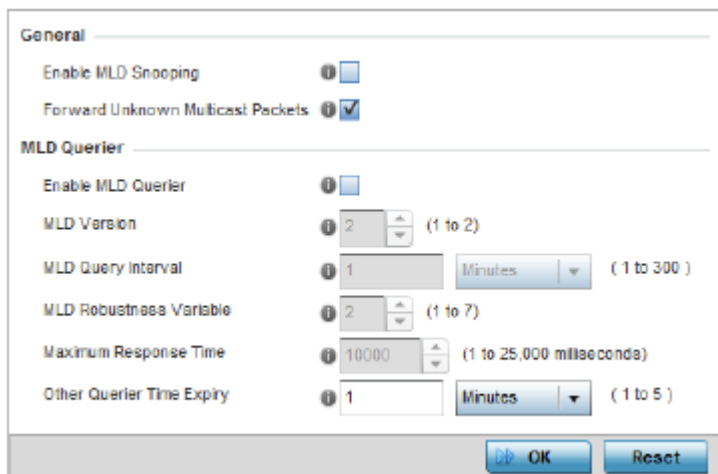 General
Enable MLD Snooping
Forward Unknown Multicast Packets
MLD Querier
Enable MLD Querier
MLD Version 2 (1 to 2)
MLD Query Interval 1 Minutes ( 1 to 300 )
MLD Robustness Variable 2 (1 to 7)
Maximum Response Time 10000 (1 to 25,000 milliseconds)
Other Querier Time Expiry 1 Minutes ( 1 to 5 )
OK Reset